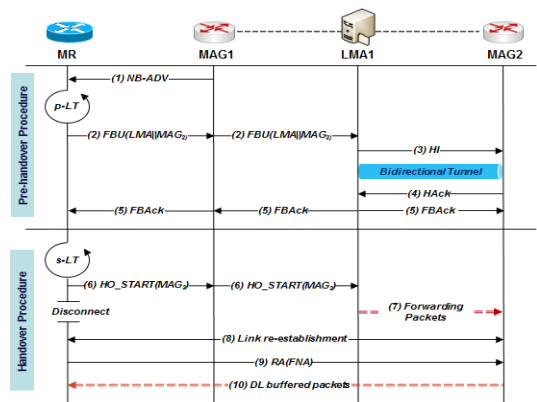 MR MAG1 LMA1 MAG2
Pre-handover Procedure
(1) NB-ADV
p-LT
(2) FBU(LMA||MAG2) (2) FBU(LMA||MAG2)
(3) HI
Bidirectional Tunnel
(4) HAck
(5) FBAck (5) FBAck (5) FBAck
Handover Procedure
s-LT
(6) HO_START(MAG2) (6) HO_START(MAG2)
Disconnect
(7) Forwarding
Packets
(8) Link re-establishment
(9) RA(FNA)
(10) DL buffered packets